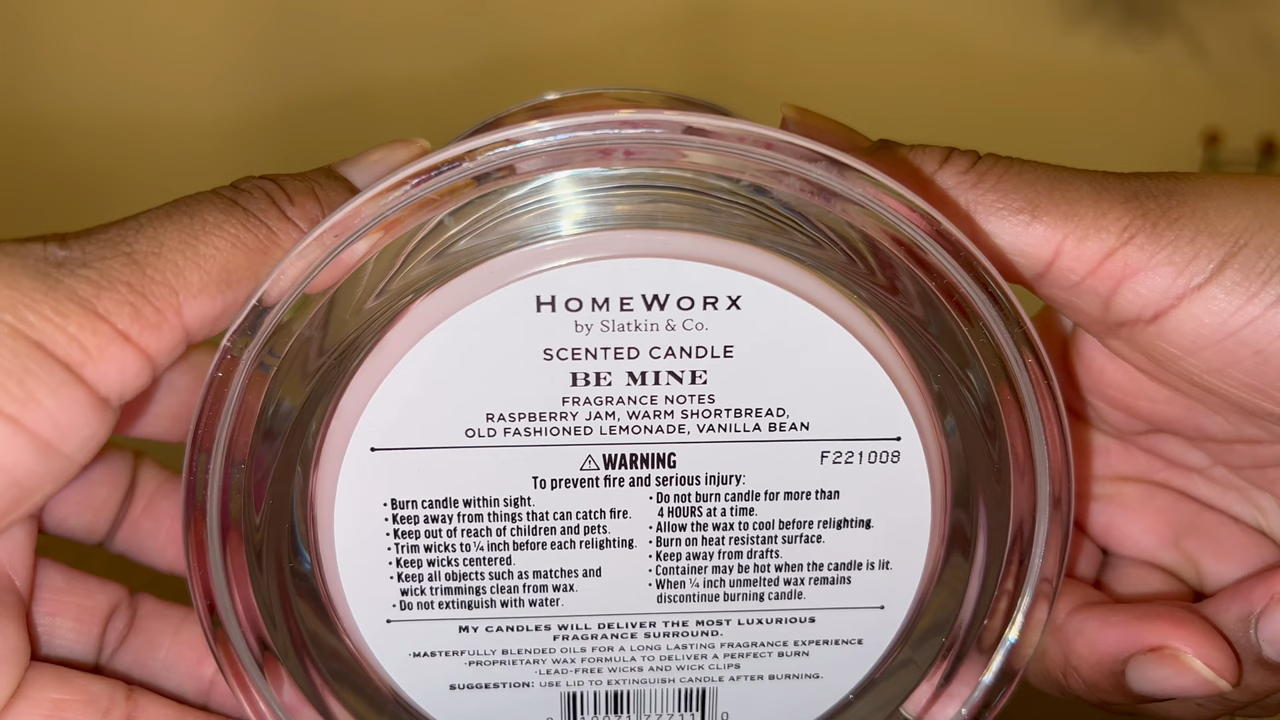 HOMEWORX
by Slatkin & Co.
SCENTED CANDLE
BE MINE
FRAGRANCE NOTES
RASPBERRY JAM, WARM SHORTBREAD,
OLD FASHIONED LEMONADE, VANILLA BEAN
⚠WARNING
F221008
To prevent fire and serious injury:
• Burn candle within sight.
• Keep away from things that can catch fire.
• Keep out of reach of children and pets.
• Trim wicks to ¼ inch before each relighting.
• Keep wicks centered.
• Keep all objects such as matches and
wick trimmings clean from wax.
• Do not extinguish with water.
• Do not burn candle for more than
4 HOURS at a time.
• Allow the wax to cool before relighting.
• Burn on heat resistant surface.
• Keep away from drafts.
• Container may be hot when the candle is lit.
• When ¼ inch unmelted wax remains
discontinue burning candle.
MY CANDLES WILL DELIVER THE MOST LUXURIOUS
FRAGRANCE SURROUND.
•MASTERFULLY BLENDED OILS FOR A LONG LASTING FRAGRANCE EXPERIENCE
•PROPRIETARY WAX FORMULA TO DELIVER A PERFECT BURN
•LEAD-FREE WICKS AND WICK CLIPS
SUGGESTION: USE LID TO EXTINGUISH CANDLE AFTER BURNING.